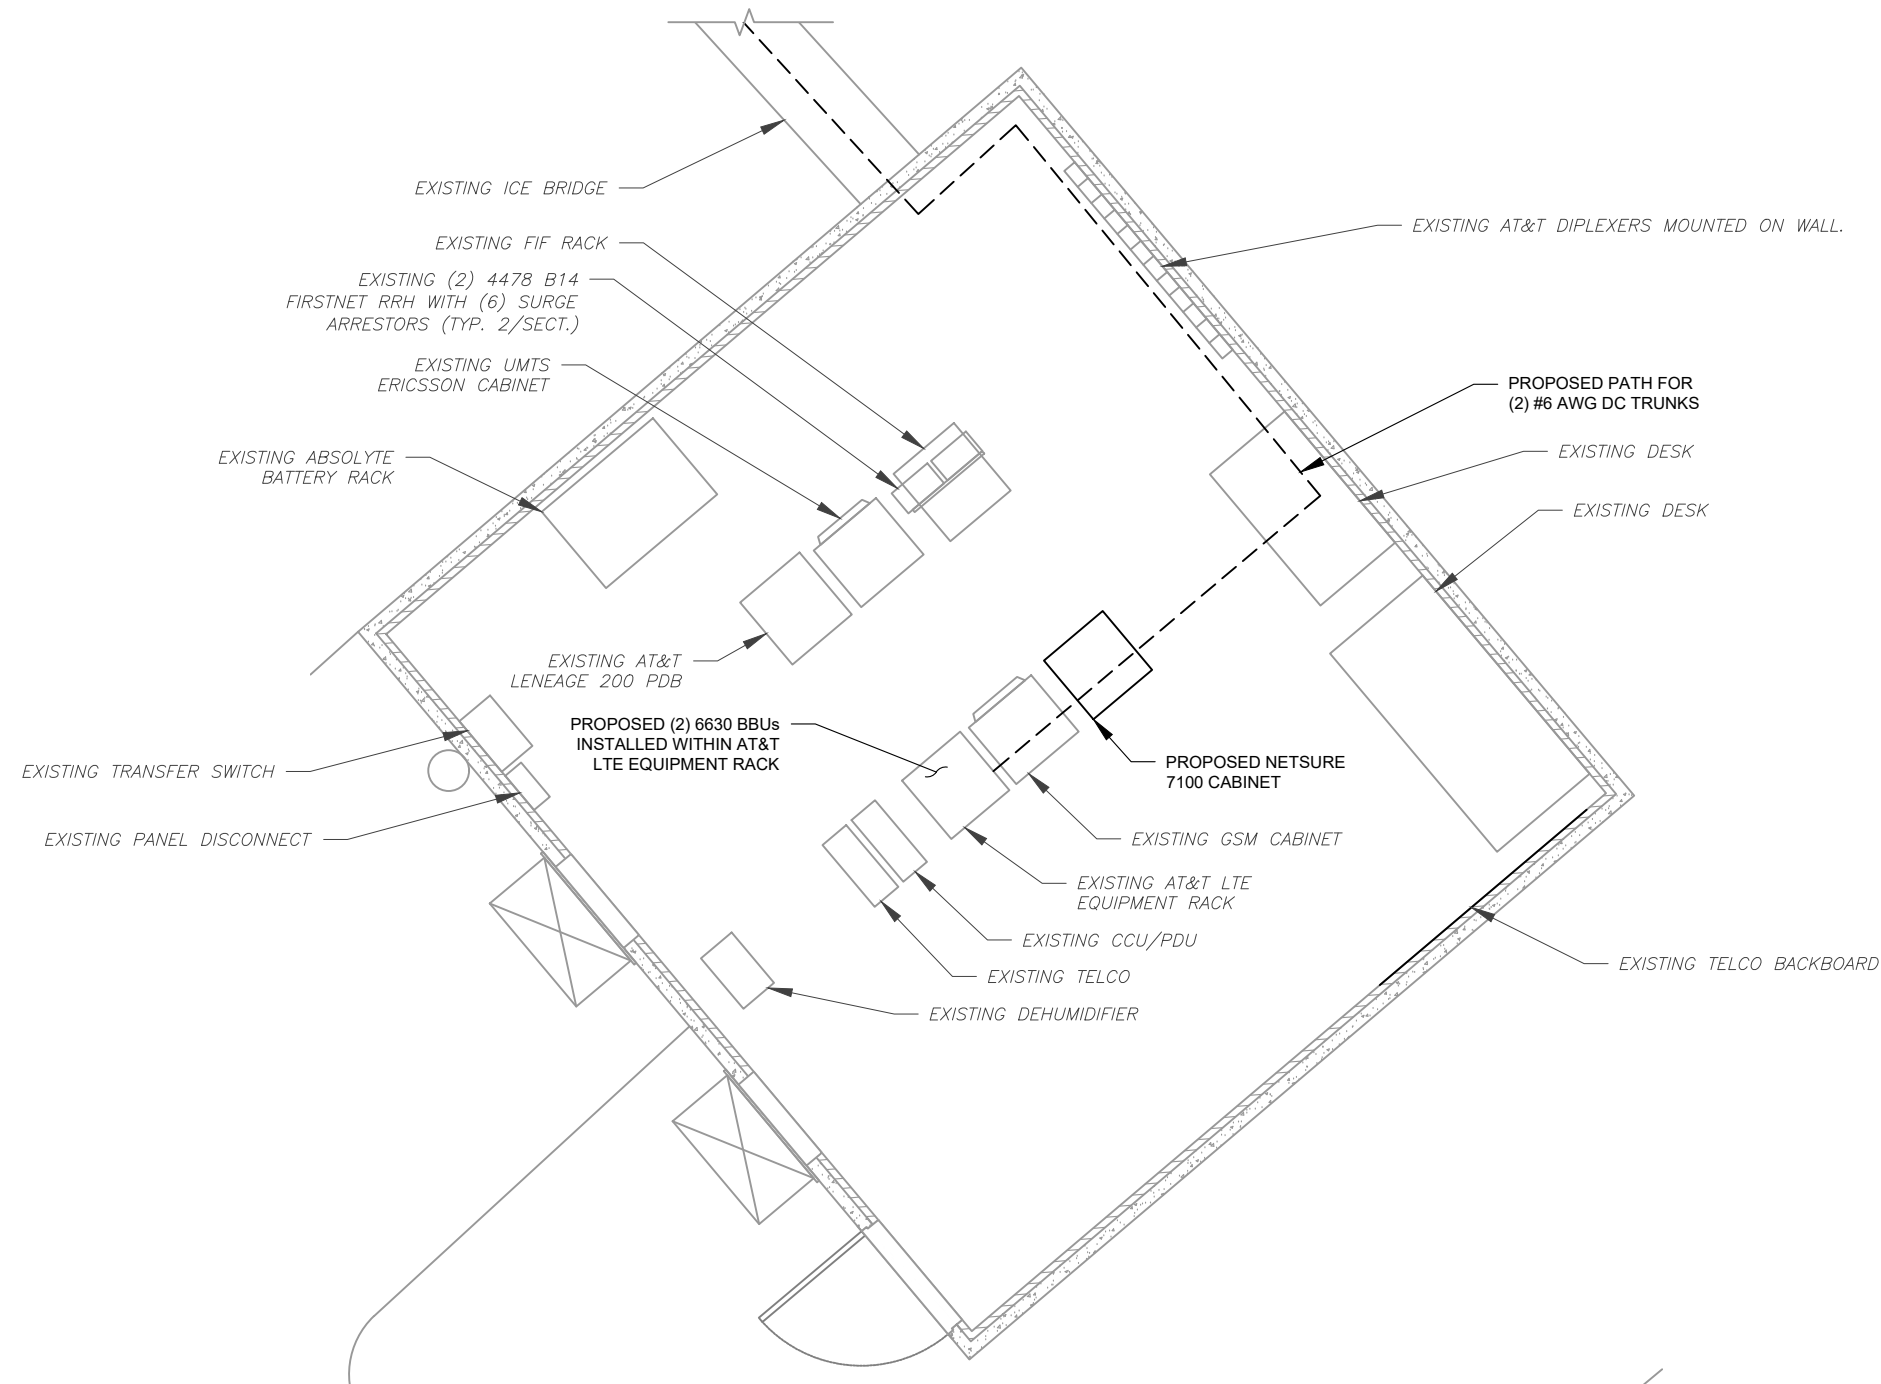 EXISTING ICE BRIDGE
EXISTING FIF RACK
EXISTING (2) 4478 B14
FIRSTNET RRH WITH (6) SURGE
ARRESTORS (TYP. 2/SECT.)
EXISTING UMTS
ERICSSON CABINET
EXISTING ABSOLYTE
BATTERY RACK
EXISTING AT&T
LENEAGE 200 PDB
PROPOSED (2) 6630 BBUs
INSTALLED WITHIN AT&T
LTE EQUIPMENT RACK
EXISTING TRANSFER SWITCH
EXISTING PANEL DISCONNECT
EXISTING AT&T DIPLEXERS MOUNTED ON WALL.
PROPOSED PATH FOR
(2) #6 AWG DC TRUNKS
EXISTING DESK
EXISTING DESK
PROPOSED NETSURE
7100 CABINET
EXISTING GSM CABINET
EXISTING AT&T LTE
EQUIPMENT RACK
EXISTING CCU/PDU
EXISTING TELCO
EXISTING DEHUMIDIFIER
EXISTING TELCO BACKBOARD